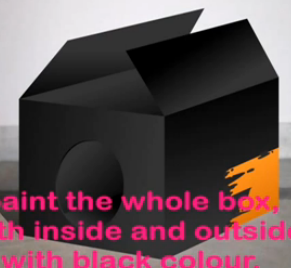 aint the whole box,
th inside and outside
with black colour.